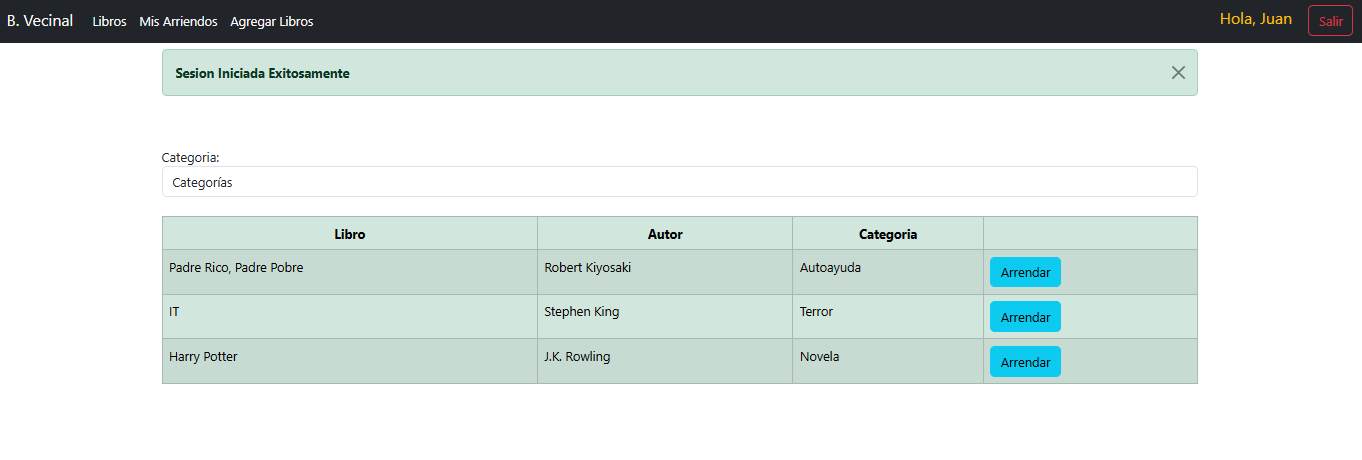 B. Vecinal Libros Mis Arriendos Agregar Libros Hola, Juan Salir
Sesion Iniciada Exitosamente
Categoria:
Categorías
Libro Autor Categoria
Padre Rico, Padre Pobre Robert Kiyosaki Autoayuda Arrendar
IT Stephen King Terror Arrendar
Harry Potter J.K. Rowling Novela Arrendar